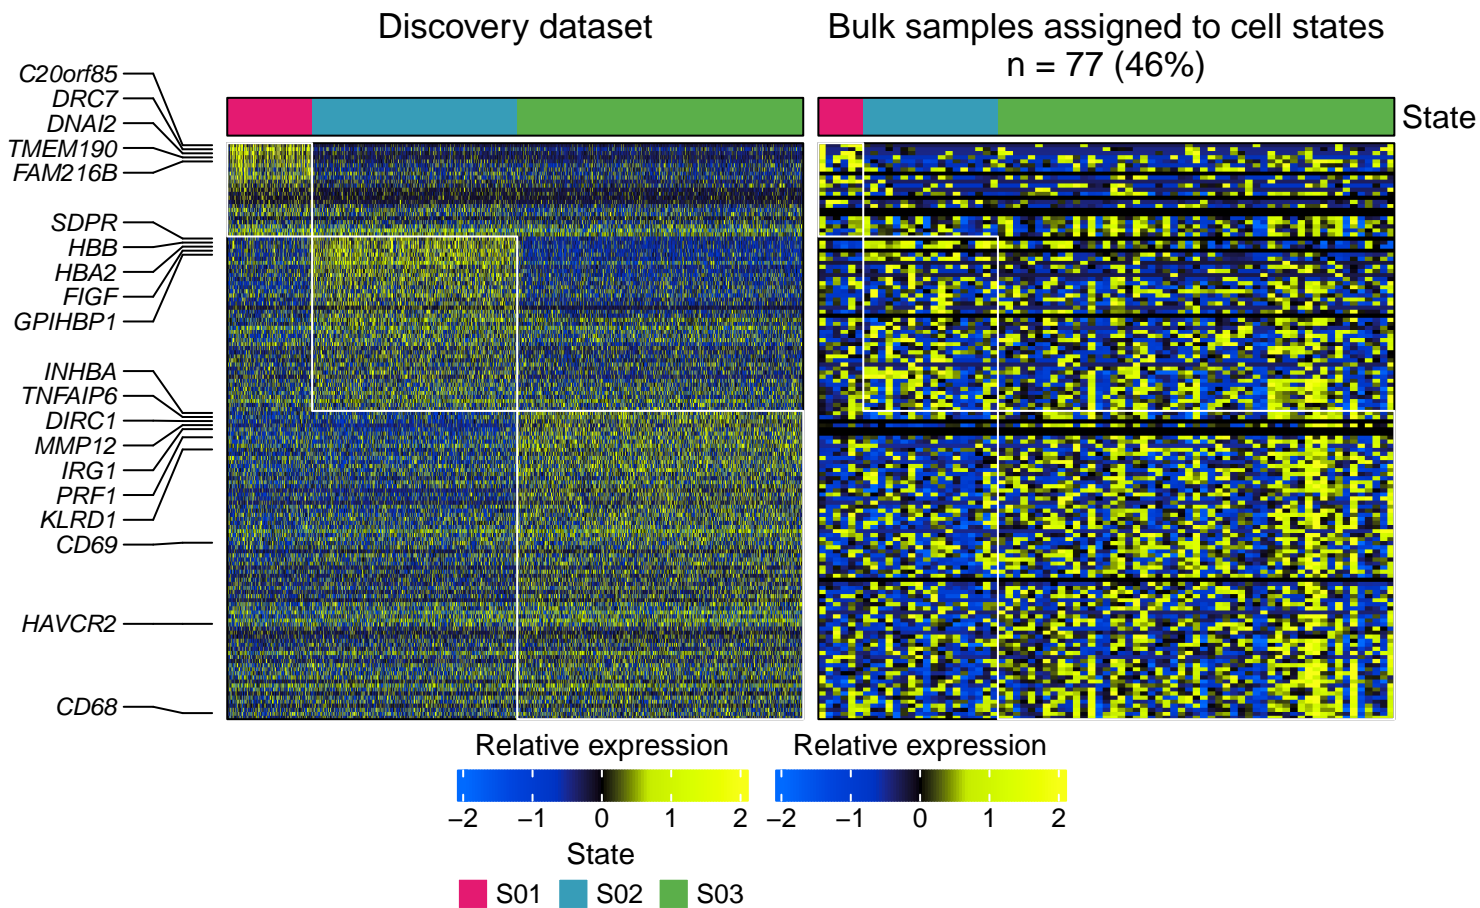 Discovery dataset
Bulk samples assigned to cell states
n = 77 (46%)
State
C20orf85
DRC7
DNAI2
TMEM190
FAM216B
SDPR
HBB
HBA2
FIGF
GPIHBP1
INHBA
TNFAIP6
DIRC1
MMP12
IRG1
PRF1
KLRD1
CD69
HAVCR2
CD68
Relative expression
−2 −1 0 1 2
Relative expression
−2 −1 0 1 2
State
S01 S02 S03